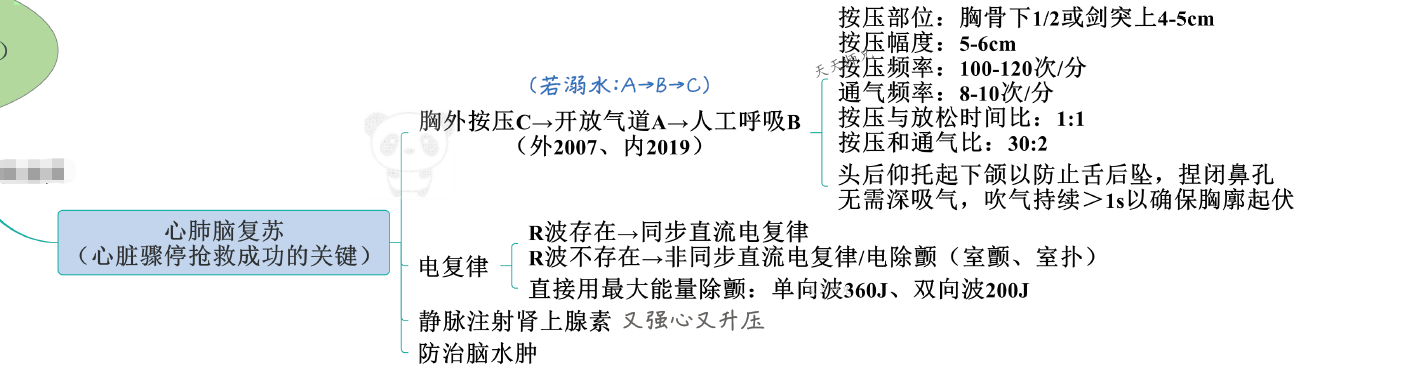 按压部位：胸骨下1/2或剑突上4-5cm
按压幅度：5-6cm
按压频率：100-120次/分
通气频率：8-10次/分
按压与放松时间比：1:1
按压和通气比：30:2
头后仰托起下颌以防止舌后坠，捏闭鼻孔
无需深吸气，吹气持续＞1s以确保胸廓起伏
（若溺水:A→B→C）
胸外按压C→开放气道A→人工呼吸B
（外2007、内2019）
心肺脑复苏
（心脏骤停抢救成功的关键）
电复律
R波存在→同步直流电复律
R波不存在→非同步直流电复律/电除颤（室颤、室扑）
直接用最大能量除颤：单向波360J、双向波200J
静脉注射肾上腺素 又强心又升压
防治脑水肿